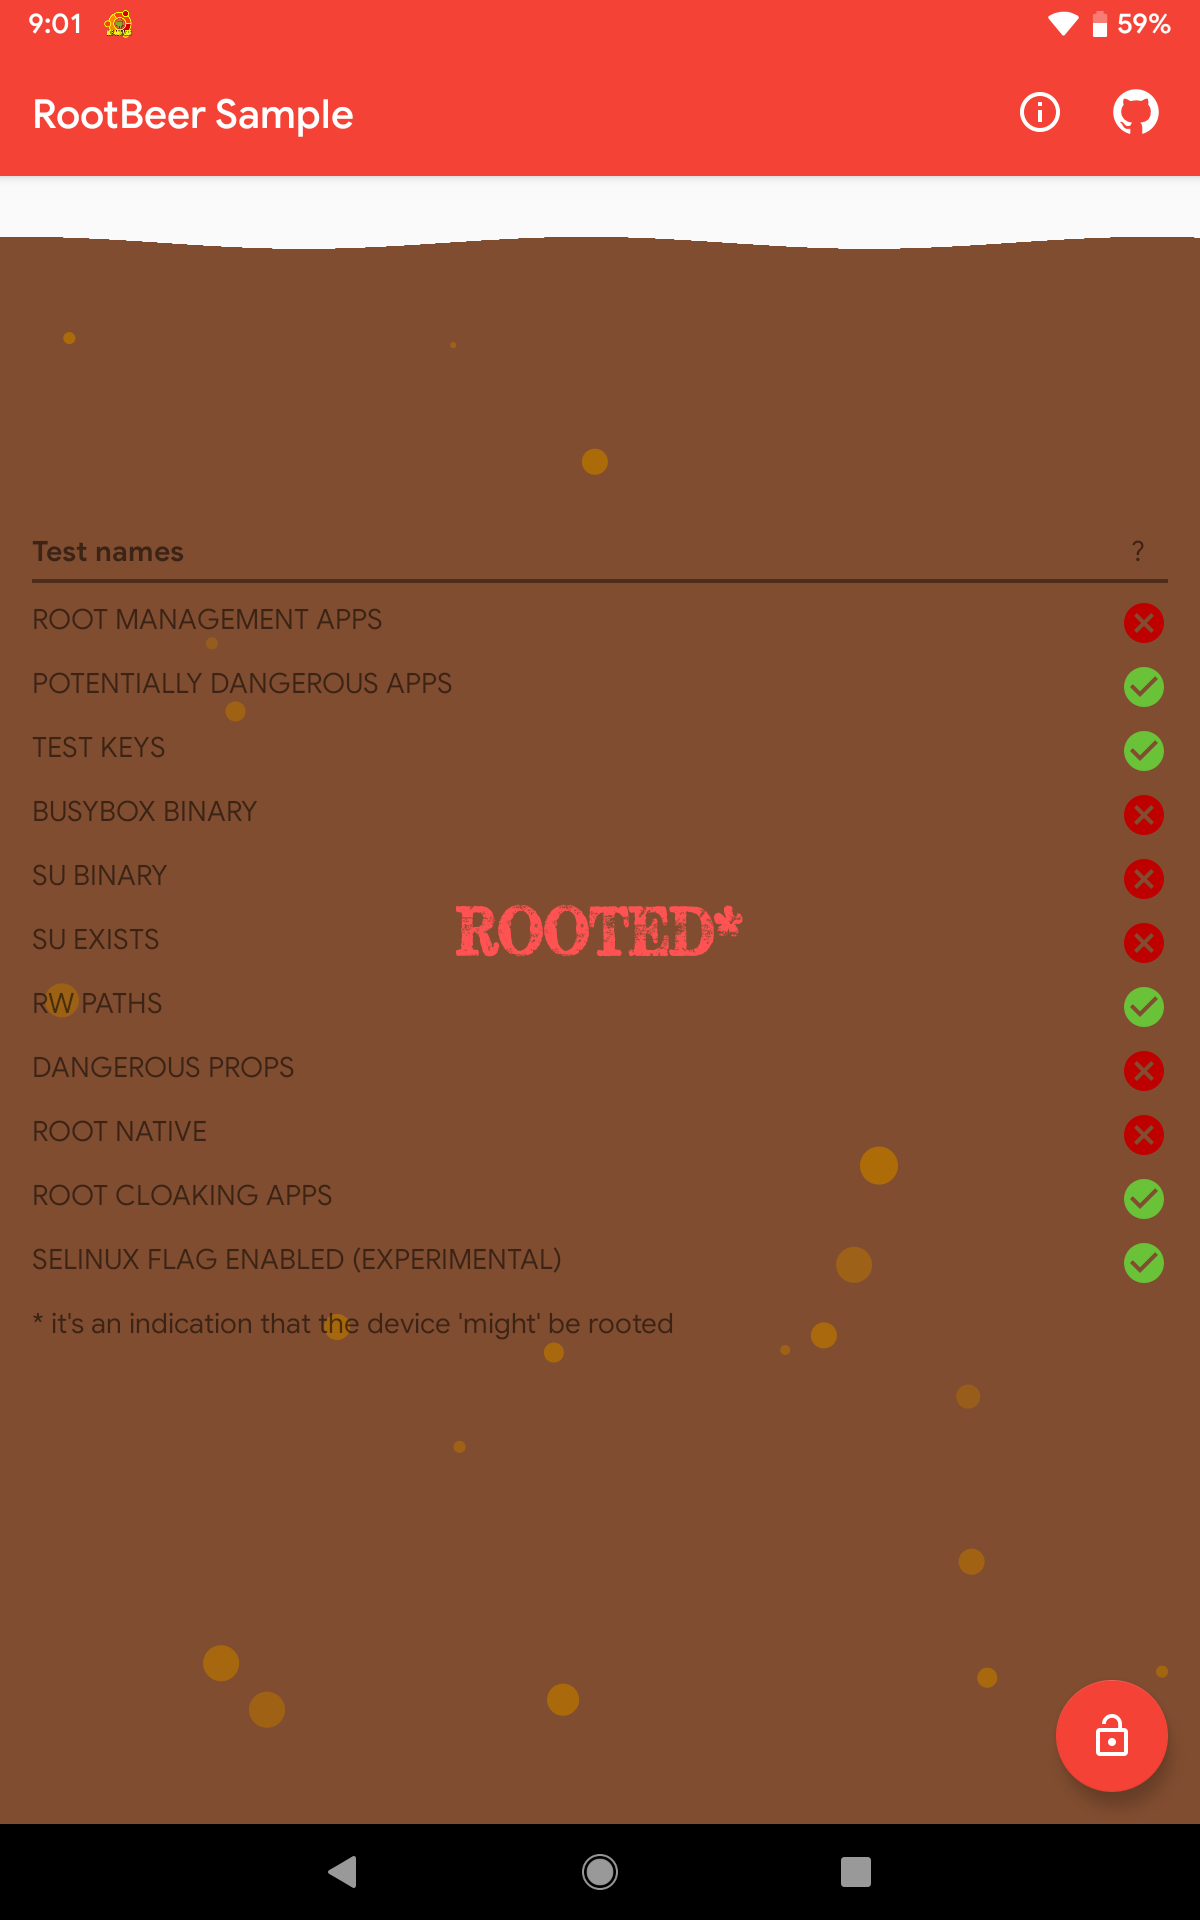 9:01
59%
RootBeer Sample
Test names ?
ROOT MANAGEMENT APPS
POTENTIALLY DANGEROUS APPS
TEST KEYS
BUSYBOX BINARY
SU BINARY
SU EXISTS
ROOTED*
RW PATHS
DANGEROUS PROPS
ROOT NATIVE
ROOT CLOAKING APPS
SELINUX FLAG ENABLED (EXPERIMENTAL)
* it's an indication that the device 'might' be rooted